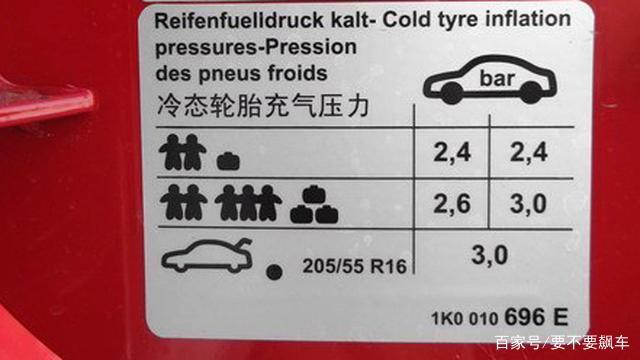 Reifenfuelldruck kalt- Cold tyre inflation
pressures-Pression
des pneus froids
冷态轮胎充气压力
bar
2,4 2,4
2,6 3,0
205/55 R16 3,0
1K0 010 696 E
百家号/要不要飙车